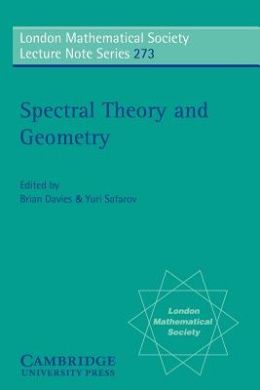 London Mathematical Society
Lecture Note Series 273
Spectral Theory and
Geometry
Edited by
Brian Davies & Yuri Safarov
London
Mathematical
Society
CAMBRIDGE
UNIVERSITY PRESS